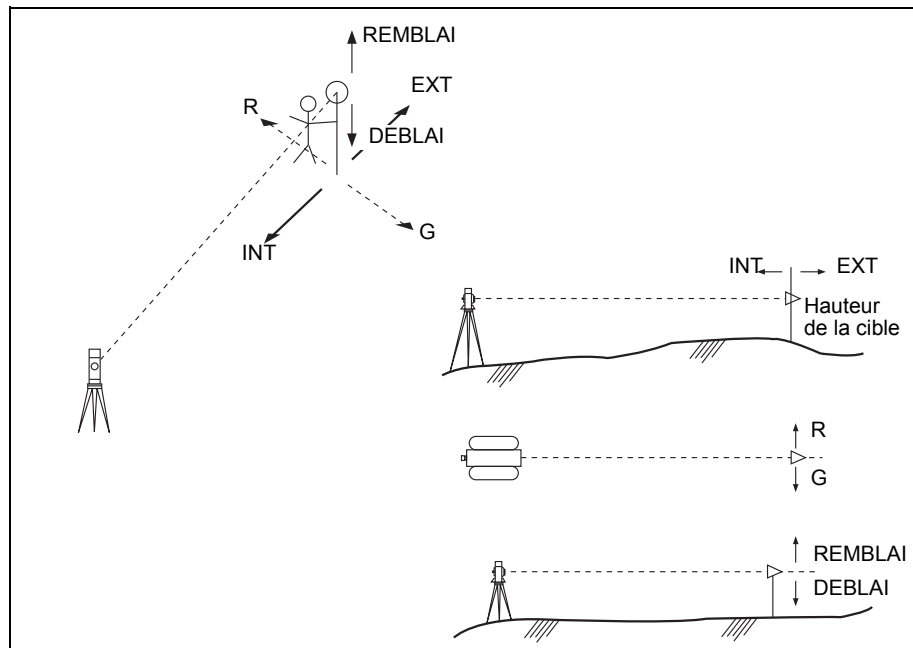 REMBLAI
EXT
R
DEBLAI
G
INT
INT EXT
Hauteur
de la cible
R
G
REMBLAI
DEBLAI